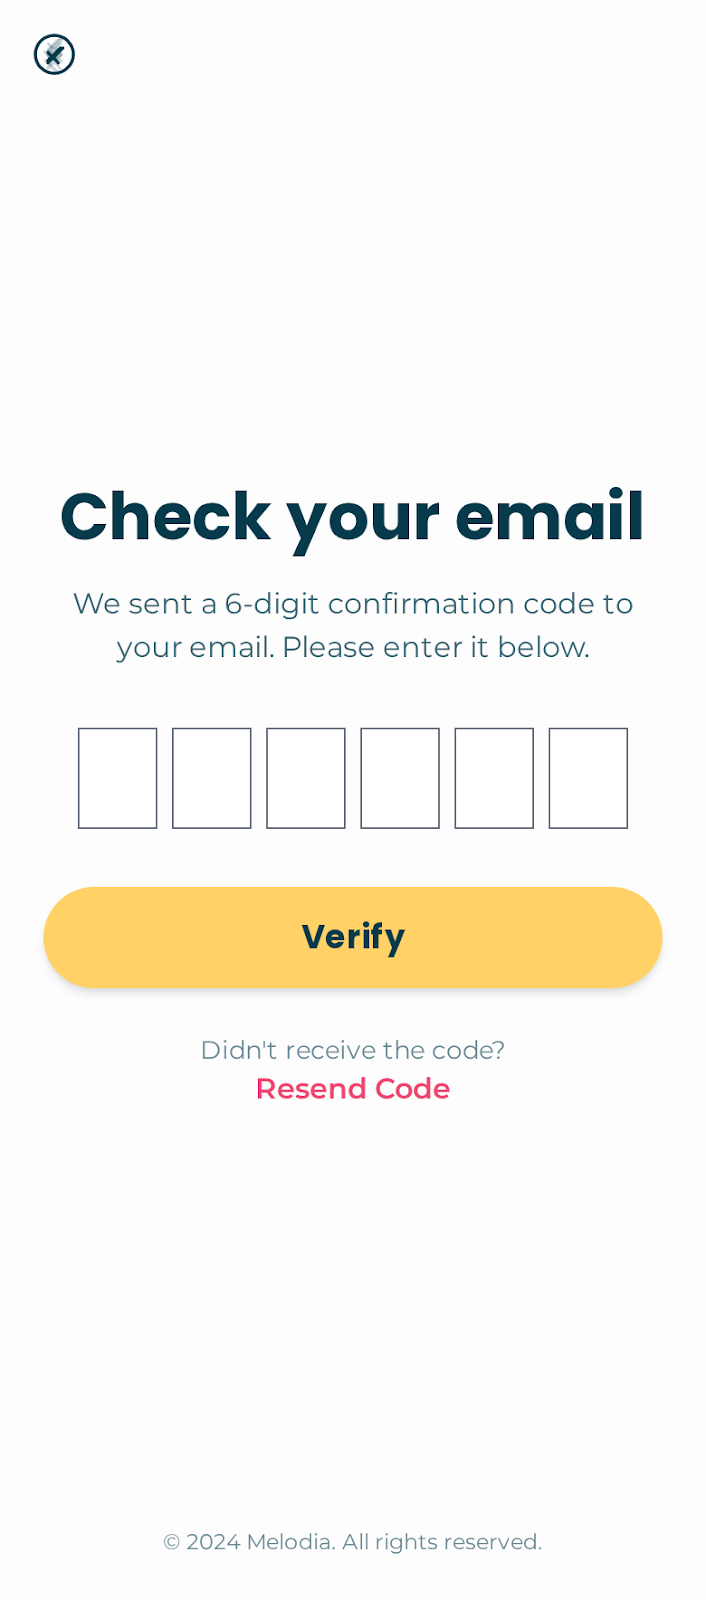 Check your email
We sent a 6-digit confirmation code to
your email. Please enter it below.
Verify
Didn't receive the code?
Resend Code
© 2024 Melodia. All rights reserved.